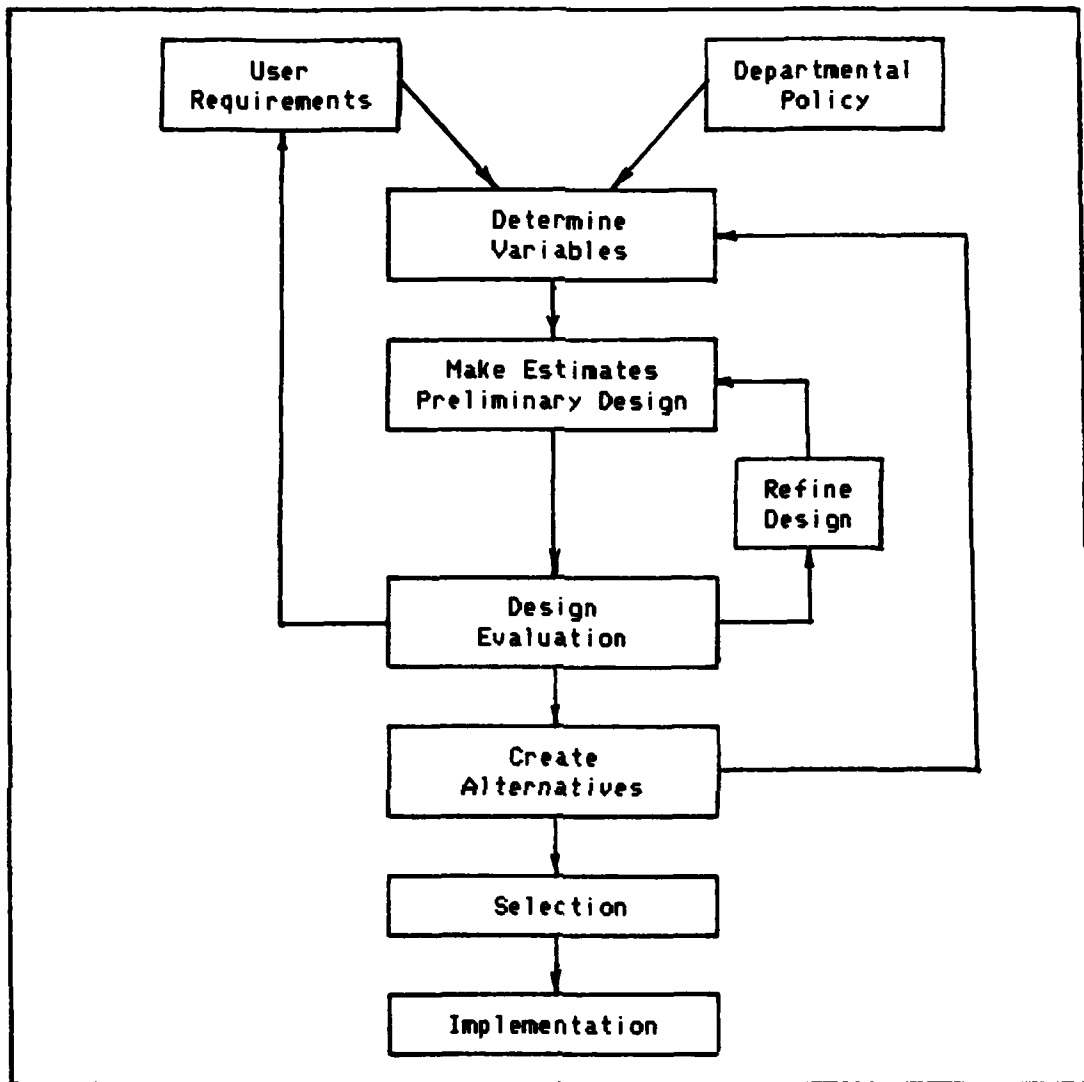 User
Requirements
Departmental
Policy
Determine
Variables
Make Estimates
Preliminary Design
Refine
Design
Design
Evaluation
Create
Alternatives
Selection
Implementation